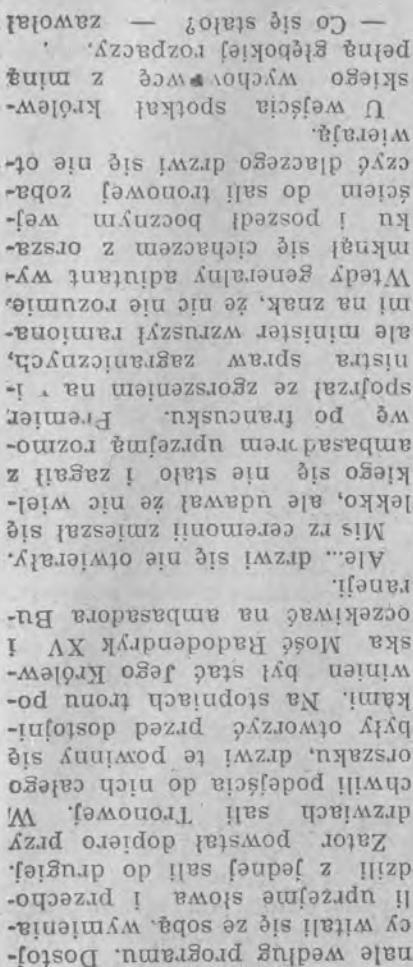 nale według programu. Dostoj-
cy witali się ze sobą, wymienia-
li uprzejme słowa i przecho-
dzili z jednej sali do drugiej.
Zator powstał dopiero przy
drzwiach sali Tronowej. W
chwili podejścia do nich całego
orszaku, drzwi te powinny się
były otworzyć przed dostojni-
kami. Na stopniach tronu po-
winien był stać Jego Królew-
ska Mość Radodendryk XV i
oczekiwać na ambasadora Bu-
raneji.
Ale... drzwi się nie otwierały.
Mis rz ceremonii zmieszał się
lekko, ale udawał że nic wiel-
kiego się nie stało i zagaił z
ambasad rem uprzejmą rozmo-
wę po francusku. Premier
spojrzał ze zgorszeniem na i-
nistra spraw zagranicznych,
ale minister wzruszył ramiona-
mi na znak, że nic nie rozumie.
Wtedy generalny adiutant wy-
mknął się cichaczem z orsza-
ku i poszedł bocznym wej-
ściem do sali tronowej zoba-
czyć dlaczego drzwi się nie ot-
wierają.
U wejścia spotkał królew-
skiego wychow wcę z miną
pełną głębokiej rozpaczy.
— Co się stało? — zawołał